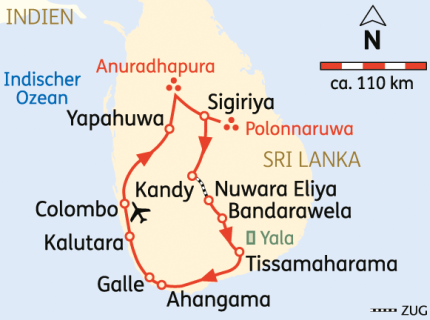 INDIEN
N
Indischer
Ozean
Anuradhapura
ca. 110 km
Sigiriya
Yapahuwa
Polonnaruwa
SRI LANKA
Kandy
Nuwara Eliya
Colombo
Bandarawela
Kalutara
Yala
Tissamaharama
Galle
Ahangama
ZUG